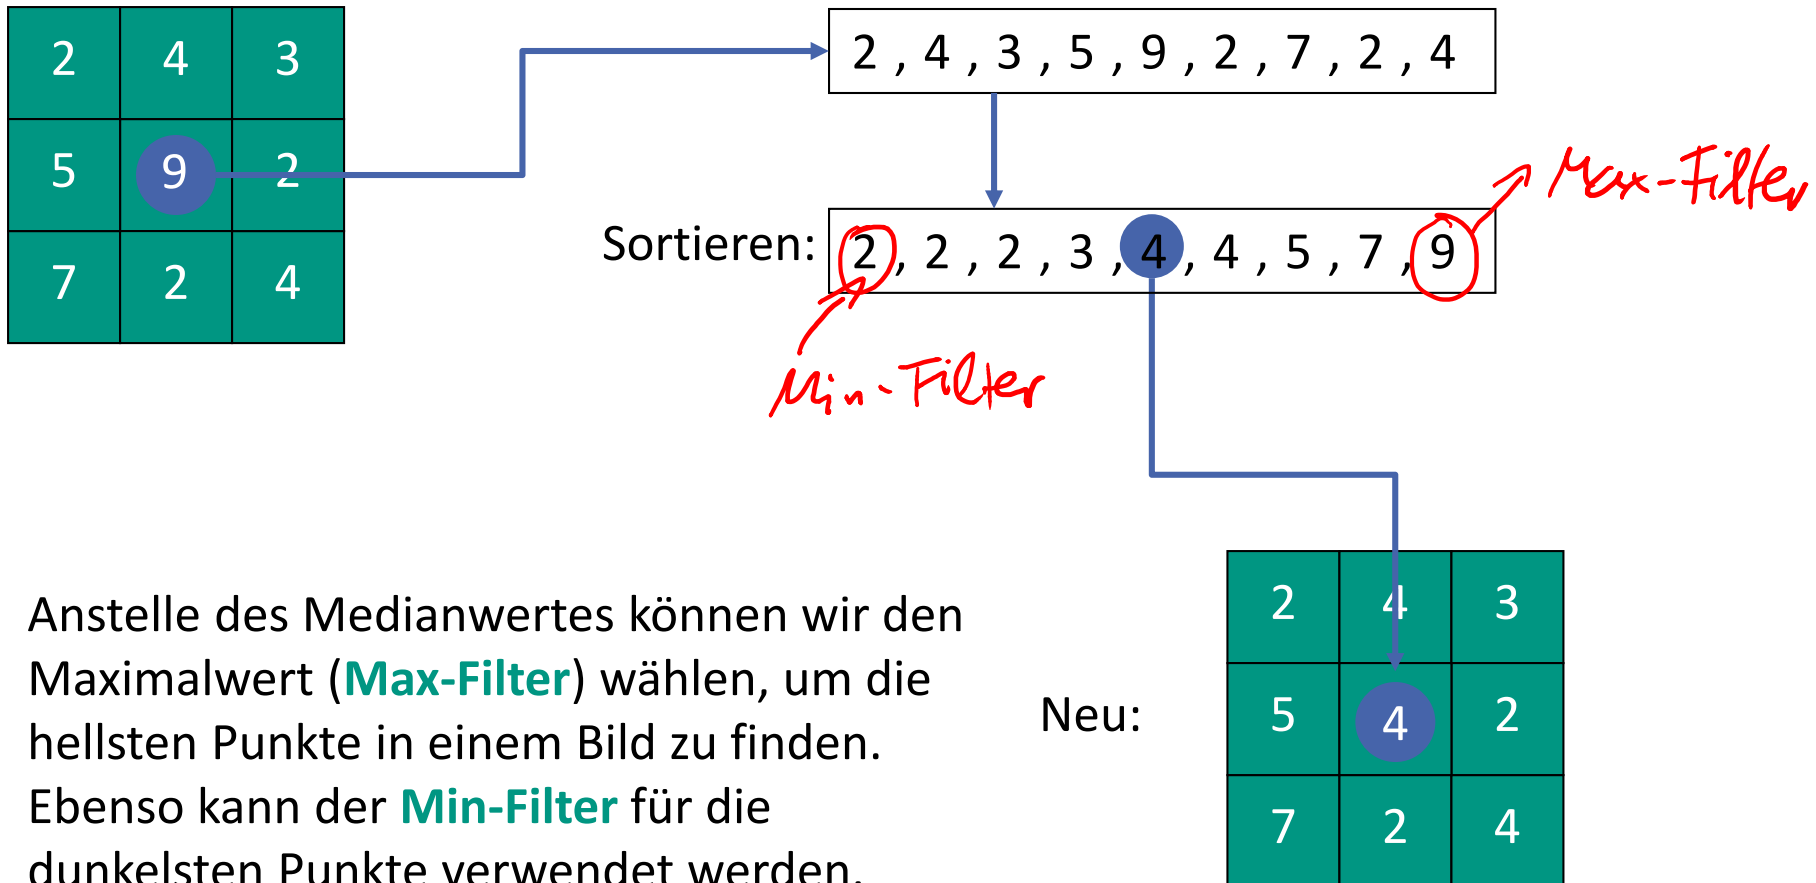 2 4 3
5 9 2
7 2 4
2 , 4 , 3 , 5 , 9 , 2 , 7 , 2 , 4
Max-Filter
Sortieren: 2 , 2 , 2 , 3 , 4 , 4 , 5 , 7 , 9
Min-Filter
Anstelle des Medianwertes können wir den
Maximalwert (Max-Filter) wählen, um die
hellsten Punkte in einem Bild zu finden.
Ebenso kann der Min-Filter für die
dunkelsten Punkte verwendet werden.
Neu:
2 4 3
5 4 2
7 2 4